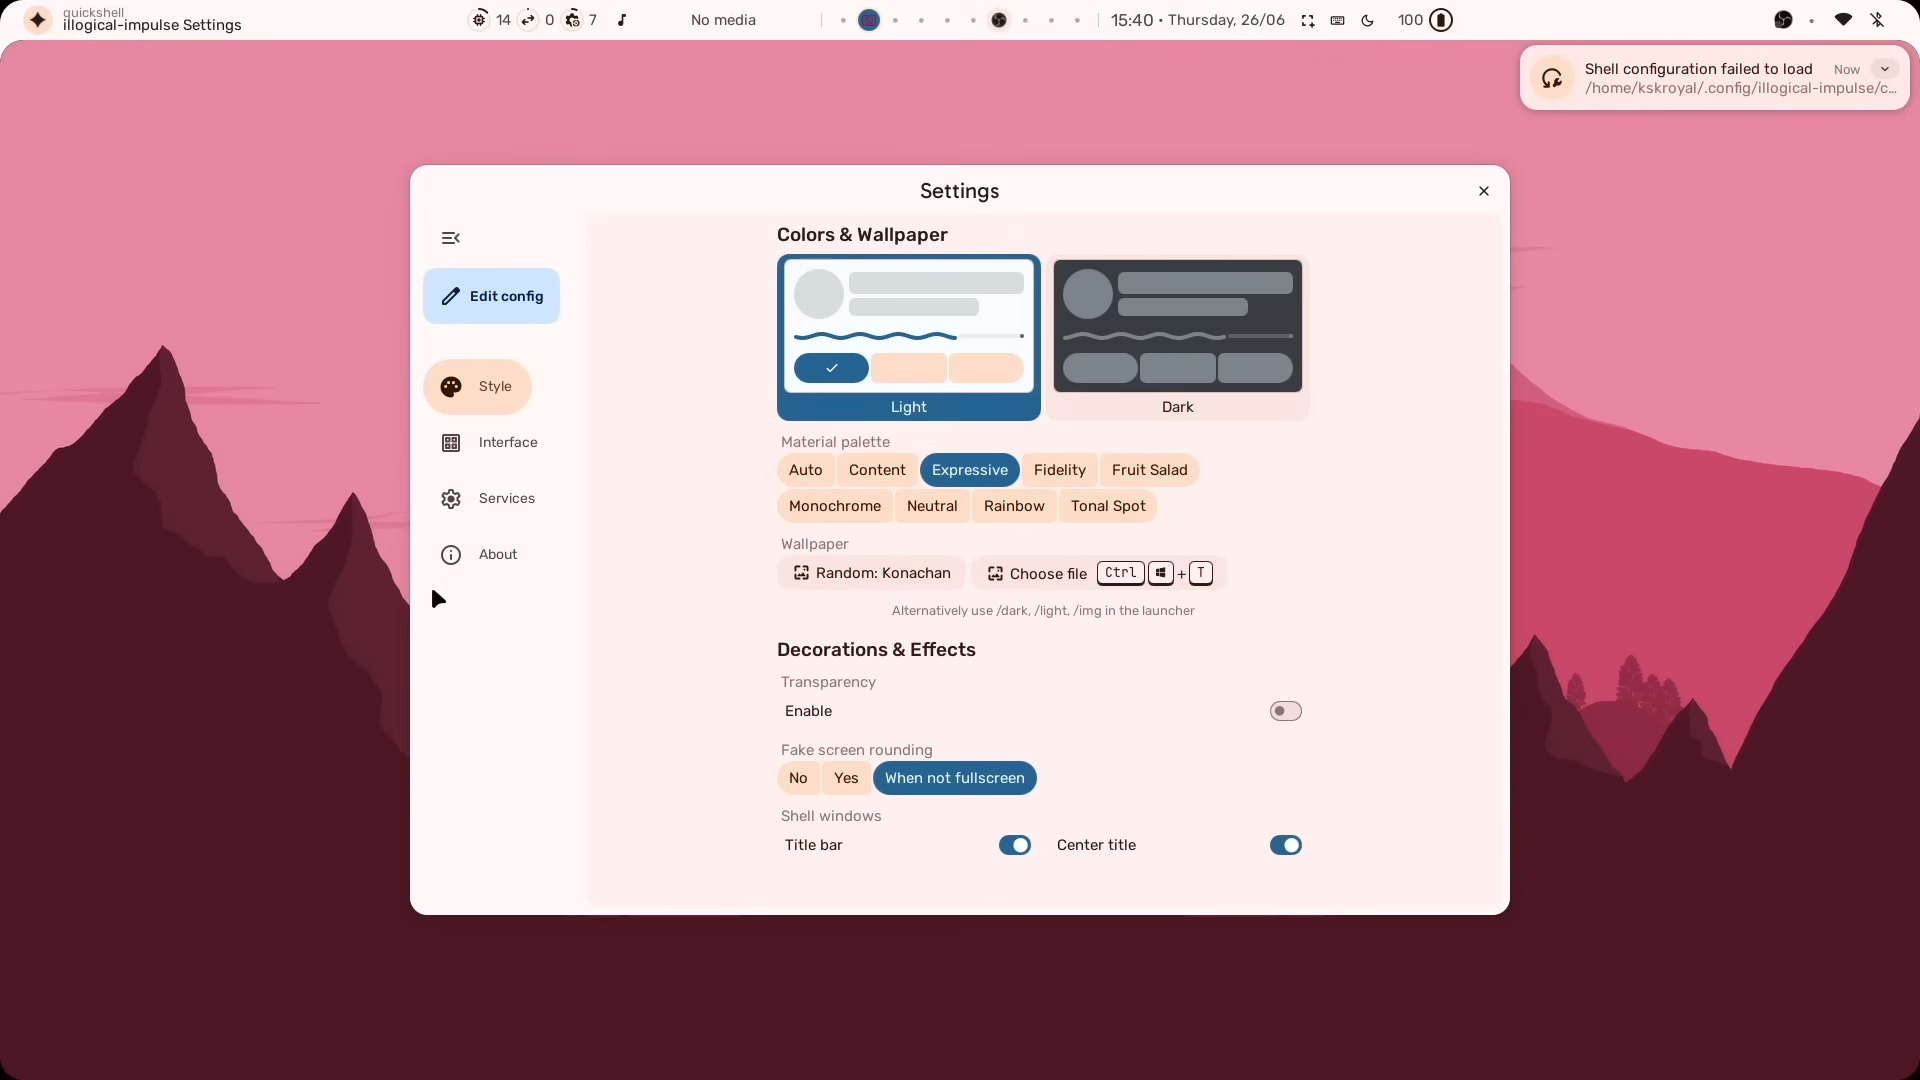 quickshell
illogical-impulse Settings
14
0
7
No media
15:40 • Thursday, 26/06
100
Shell configuration failed to load
Now
/home/kskroyal/.config/illogical-impulse/c...
Settings
Edit config
Style
Interface
Services
About
Colors & Wallpaper
Light
Dark
Material palette
Auto
Content
Expressive
Fidelity
Fruit Salad
Monochrome
Neutral
Rainbow
Tonal Spot
Wallpaper
Random: Konachan
Choose file
Ctrl + T
Alternatively use /dark, /light, /img in the launcher
Decorations & Effects
Transparency
Enable
Fake screen rounding
No
Yes
When not fullscreen
Shell windows
Title bar
Center title